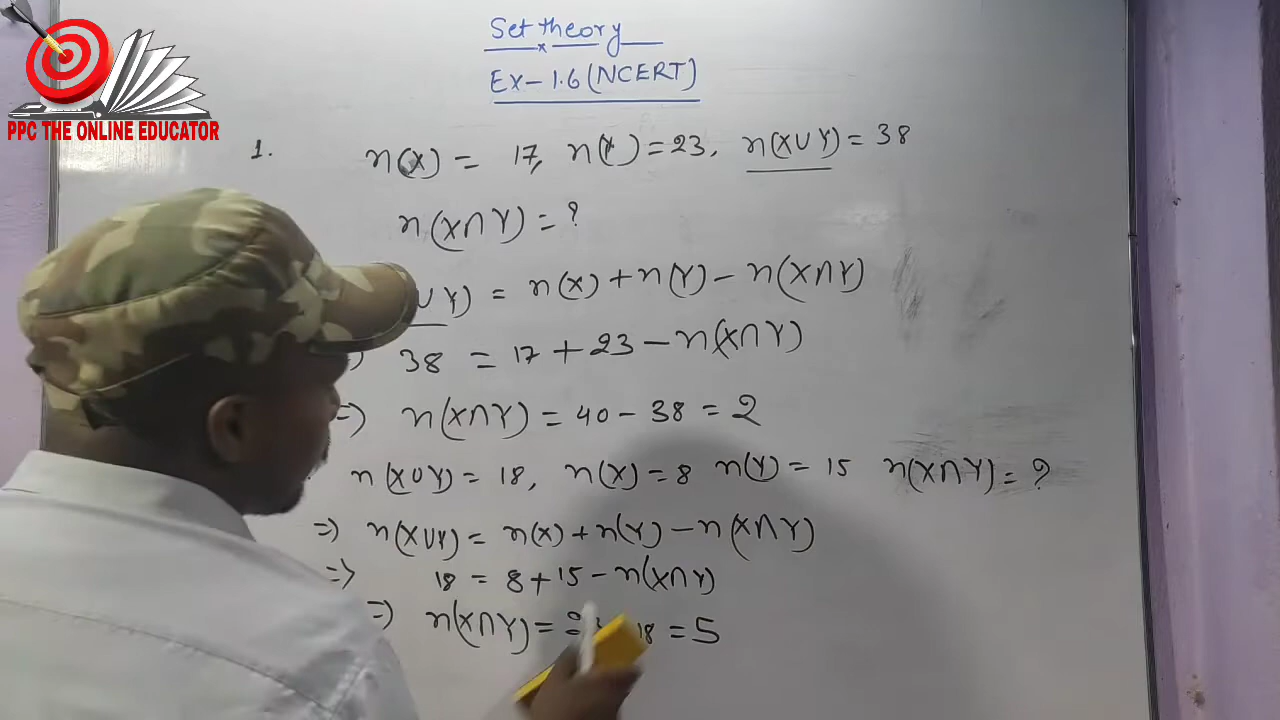 Set theory
Ex-1.6 (NCERT)
PPC THE ONLINE EDUCATOR
1. n(X) = 17, n(Y) = 23, n(X∪Y) = 38
n(X∩Y) = ?
∪Y) = n(X) + n(Y) - n(X∩Y)
38 = 17 + 23 - n(X∩Y)
=) n(X∩Y) = 40 - 38 = 2
n(X∪Y) = 18, n(X) = 8 n(Y) = 15 n(X∩Y) = ?
=) n(X∪Y) = n(X) + n(Y) - n(X∩Y)
=> 18 = 8 + 15 - n(X∩Y)
=) n(X∩Y) = 18 = 5